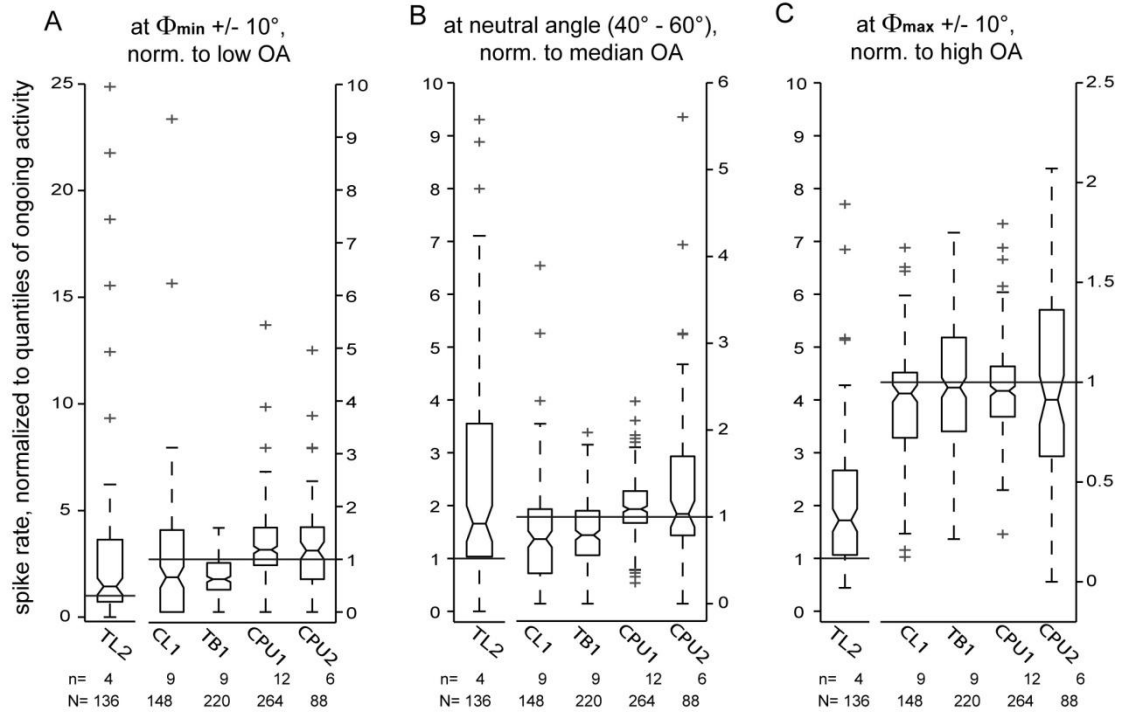 A
at Φmin +/- 10°,
norm. to low OA
B
at neutral angle (40° - 60°),
norm. to median OA
C
at Φmax +/- 10°,
norm. to high OA
spike rate, normalized to quantiles of ongoing activity
25
20
15
10
5
0
10
9
8
7
6
5
4
3
2
1
0
10
9
8
7
6
5
4
3
2
1
0
6
5
4
3
2
1
0
10
9
8
7
6
5
4
3
2
1
0
2.5
2
1.5
1
0.5
0
TL2 CL1 TB1 CPU1 CPU2
TL2 CL1 TB1 CPU1 CPU2
TL2 CL1 TB1 CPU1 CPU2
n= 4 9 9 12 6
N= 136 148 220 264 88
n= 4 9 9 12 6
N= 136 148 220 264 88
n= 4 9 9 12 6
N= 136 148 220 264 88